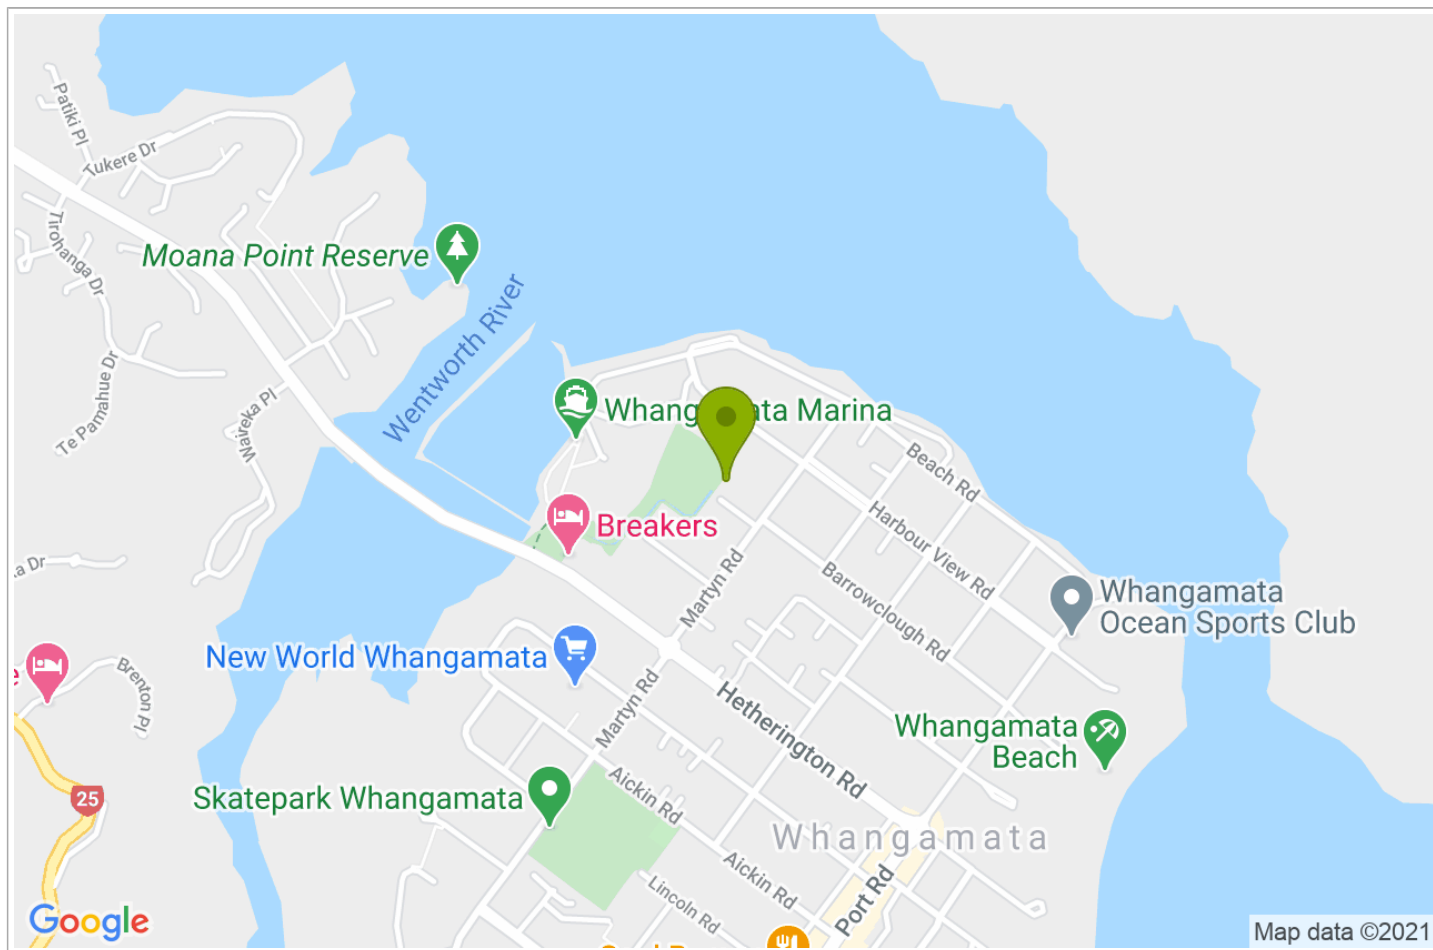 Patiki Pl
Tukere Dr
Tirohanga Dr
Moana Point Reserve
Wentworth River
Te Pamahue Dr
Waireka Pl
Whang
ata Marina
Beach Rd
Breakers
Harbour View Rd
Martyn Rd
Barrowclough Rd
a Dr
Whangamata
Ocean Sports Club
New World Whangamata
e
Brenton Pl
Martyn Rd
Hetherington Rd
Whangamata
Beach
25
Skatepark Whangamata
Aickin Rd
Whangamata
Aickin Rd
Port Rd
Lincoln Rd
Google
Map data ©2021